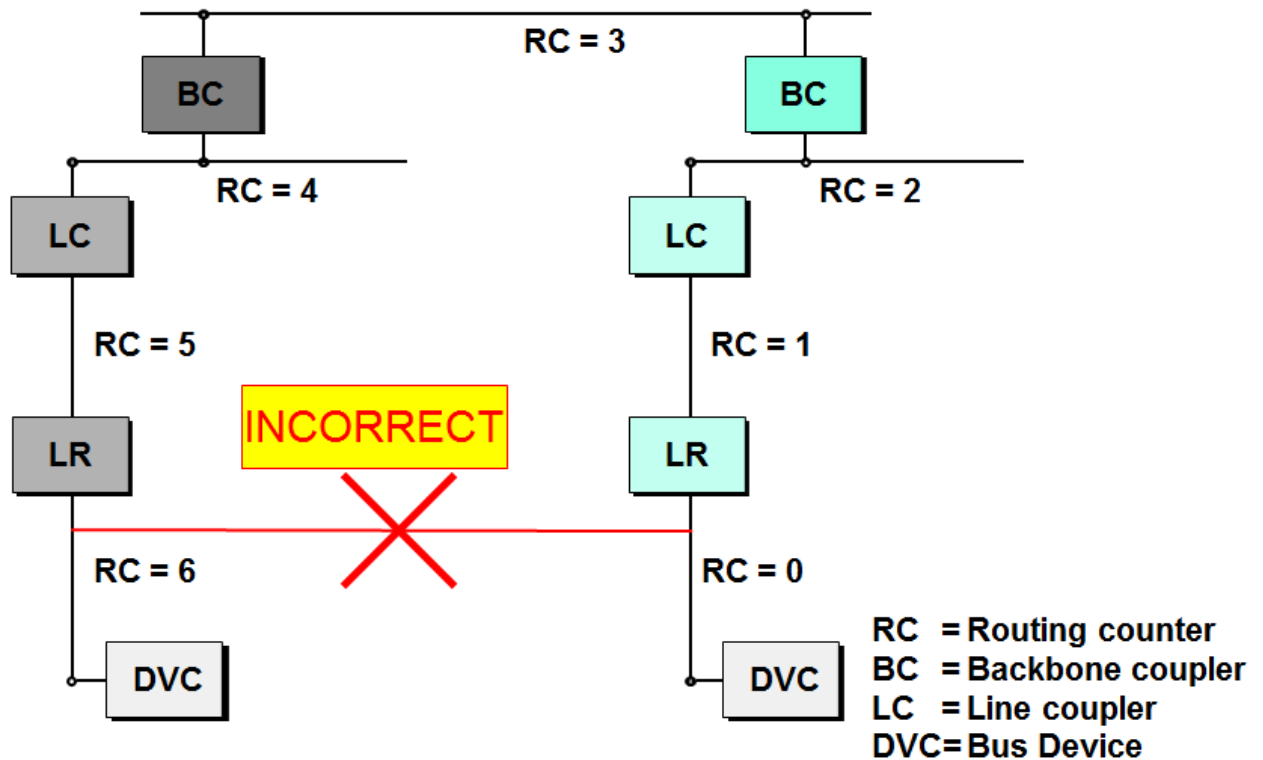 RC = 3
BC
BC
RC = 4
RC = 2
LC
LC
RC = 5
RC = 1
INCORRECT
LR
LR
RC = 6
RC = 0
DVC
DVC
RC = Routing counter
BC = Backbone coupler
LC = Line coupler
DVC= Bus Device